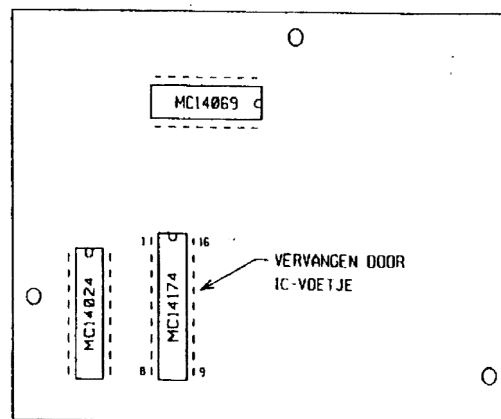 MC14069
1 16
VERVANGEN DOOR
IC-VOETJE
MC14024
MC14174
8 9